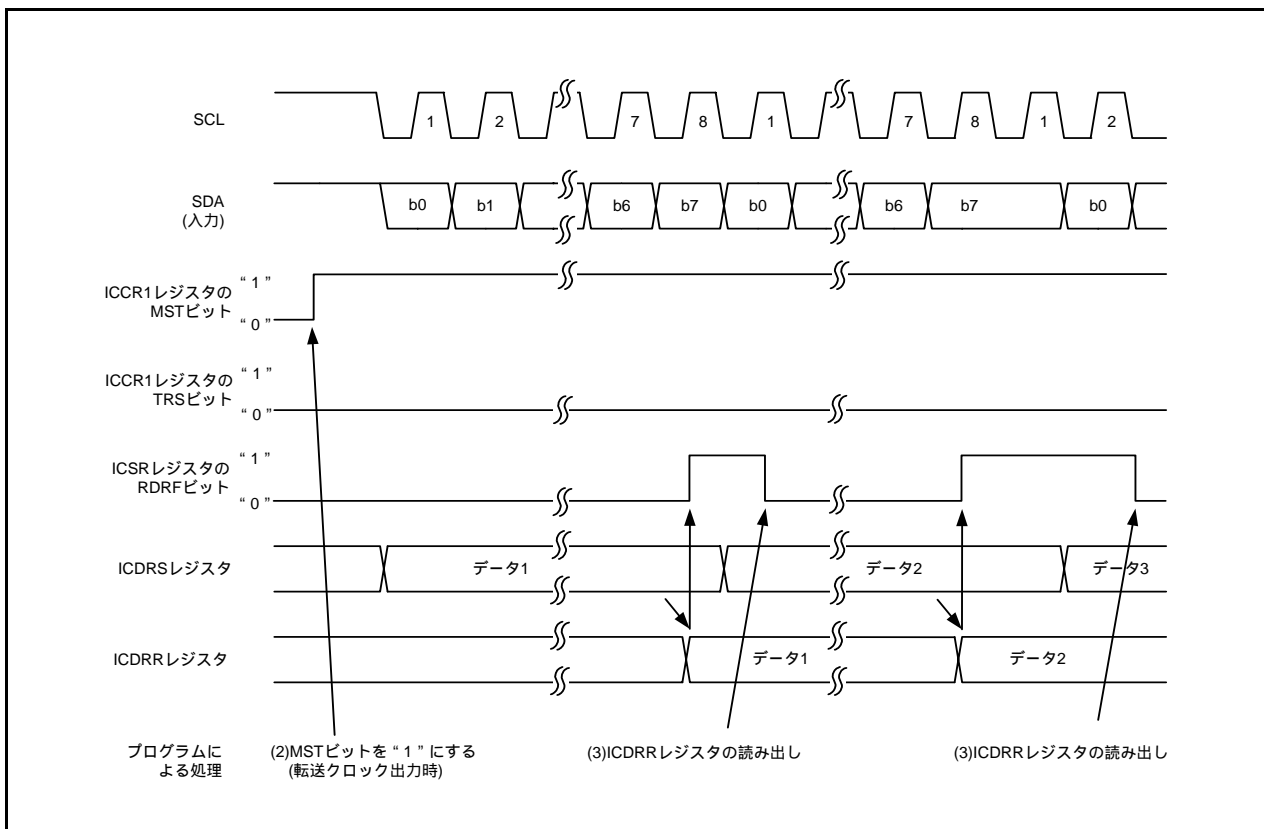 SCL
1 2 7 8 1 7 8 1 2
SDA
(入力)
b0 b1 b6 b7 b0 b6 b7 b0
ICCR1レジスタの
MSTビット
“ 1 ”
“ 0 ”
ICCR1レジスタの
TRSビット
“ 1 ”
“ 0 ”
ICSRレジスタの
RDRFビット
“ 1 ”
“ 0 ”
ICDRSレジスタ
データ1 データ2 データ3
ICDRRレジスタ
データ1 データ2
プログラムに
よる処理
(2)MSTビットを “ 1 ” にする
(転送クロック出力時)
(3)ICDRRレジスタの読み出し
(3)ICDRRレジスタの読み出し